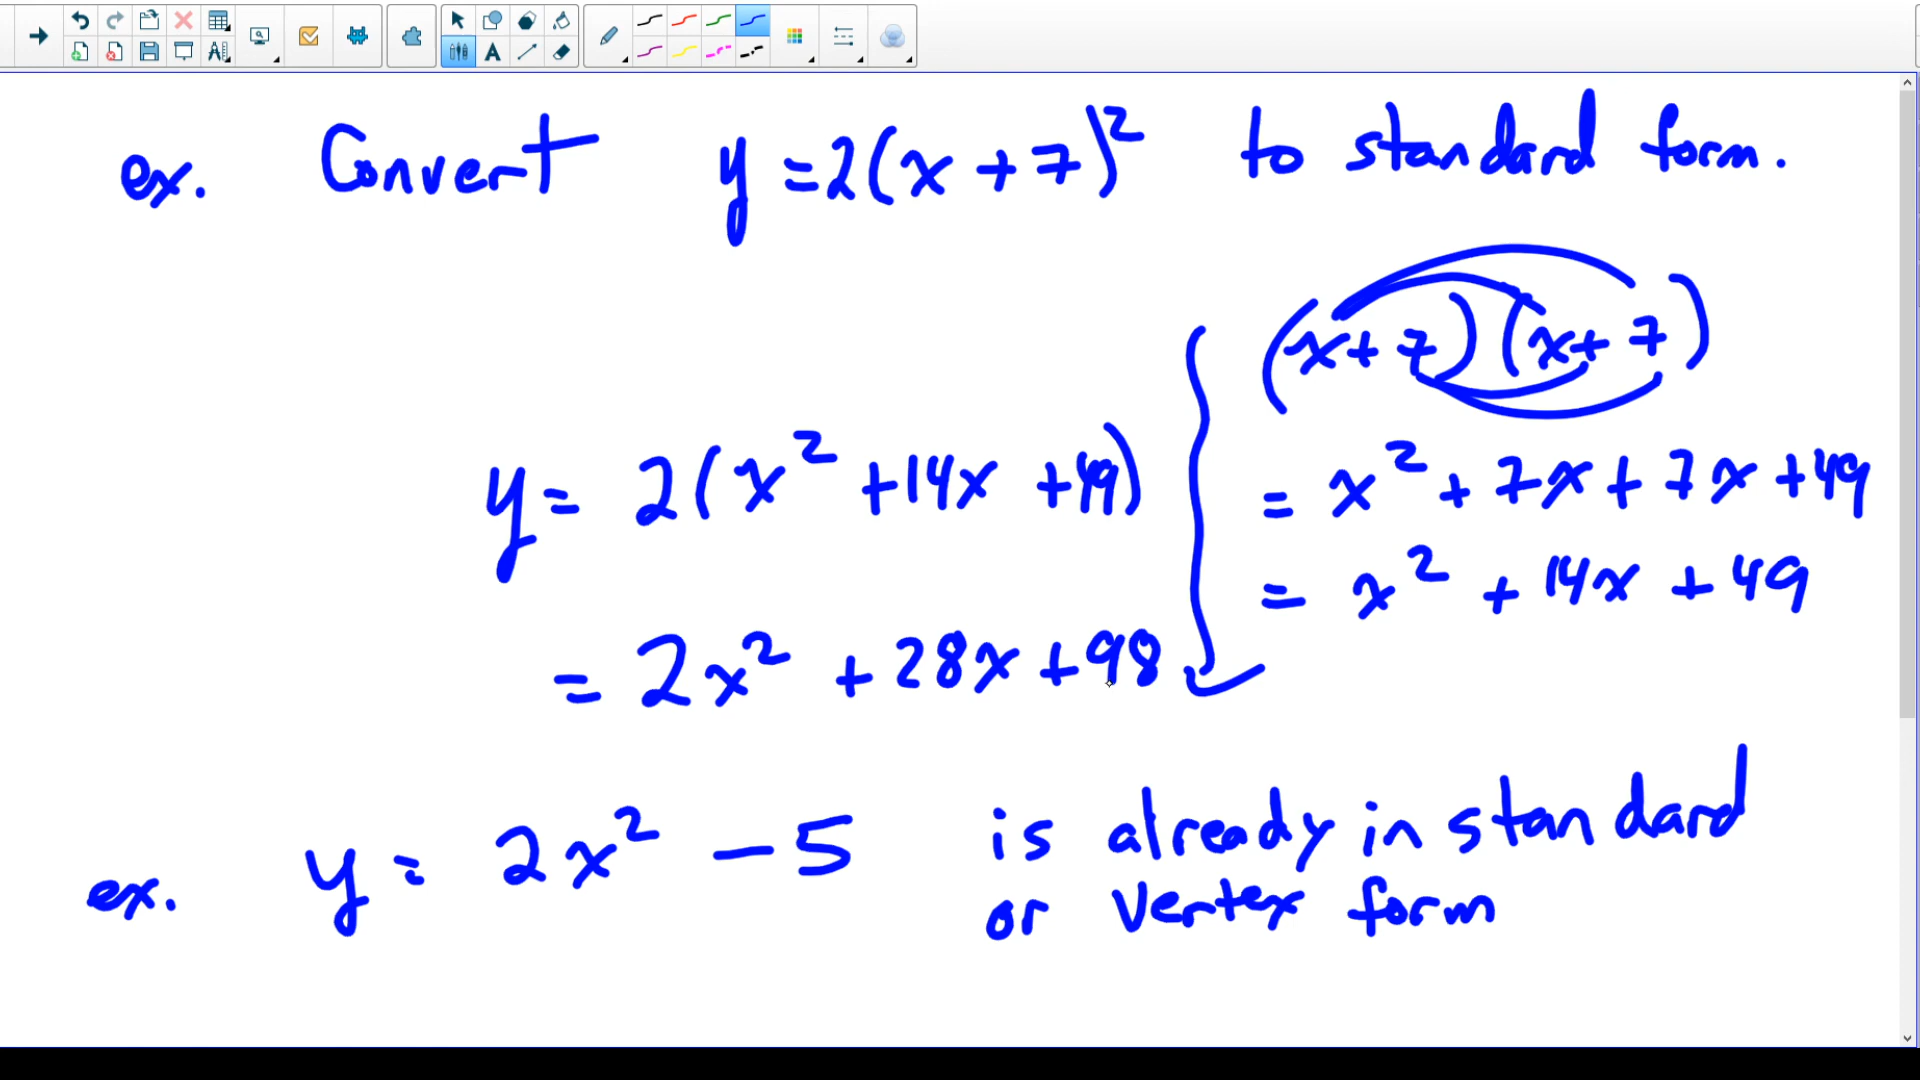 ex. Convert y = 2(x + 7)² to standard form.
(x + 7)(x + 7)
y = 2(x² + 14x + 49)
= x² + 7x + 7x + 49
= x² + 14x + 49
= 2x² + 28x + 98
ex. y = 2x² - 5 is already in standard
or vertex form